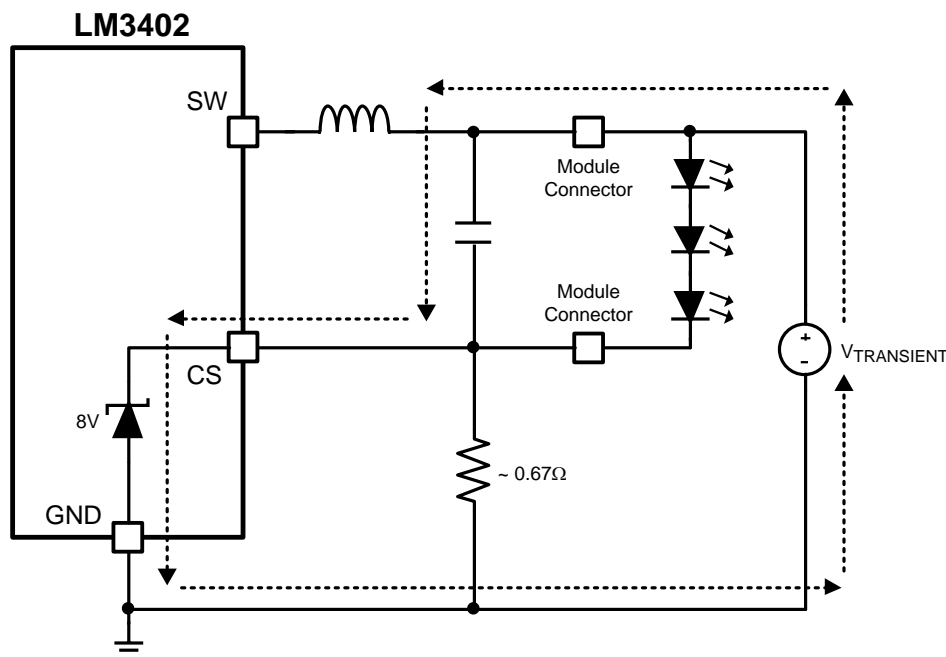 LM3402
SW
Module
Connector
Module
Connector
+
-
VTRANSIENT
CS
8V
~ 0.67Ω
GND